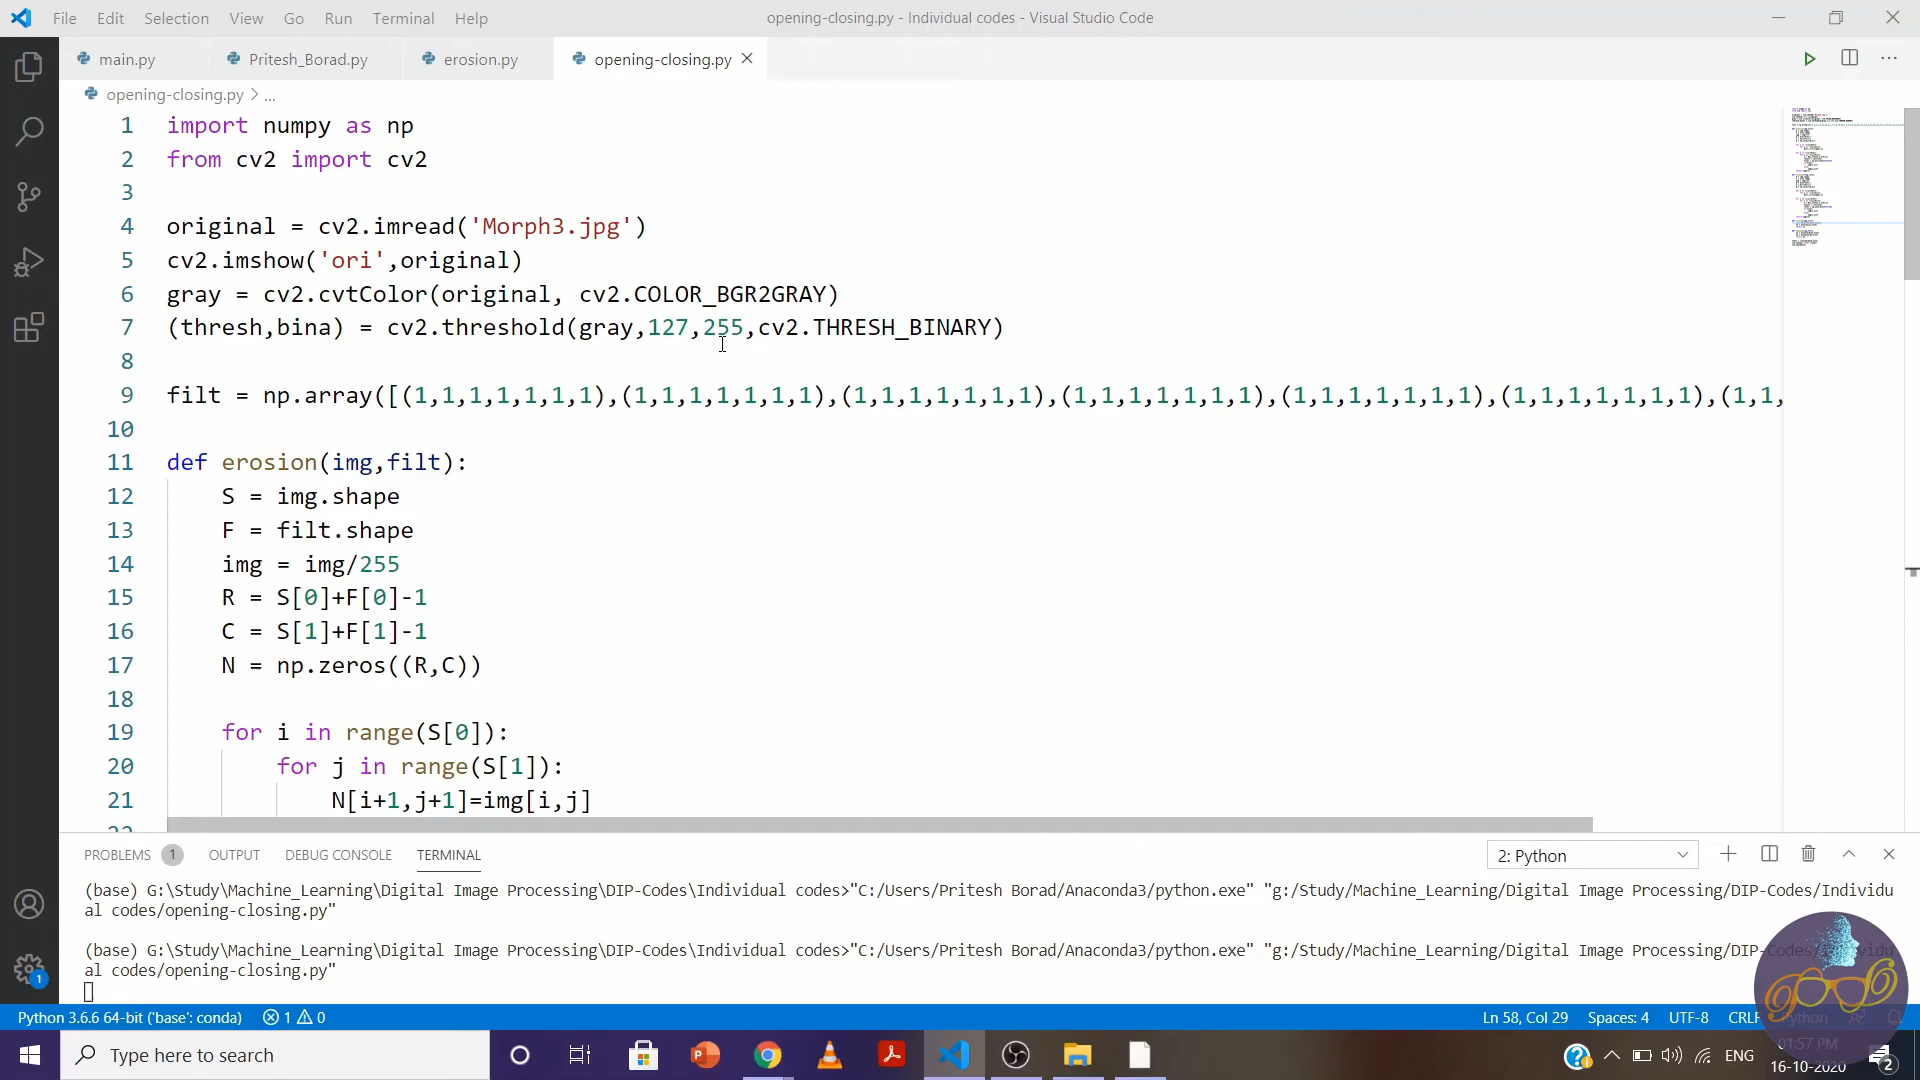 File Edit Selection View Go Run Terminal Help
opening-closing.py - Individual codes - Visual Studio Code
main.py Pritesh_Borad.py erosion.py opening-closing.py
opening-closing.py > ...
1 import numpy as np
2 from cv2 import cv2
3
4 original = cv2.imread('Morph3.jpg')
5 cv2.imshow('ori',original)
6 gray = cv2.cvtColor(original, cv2.COLOR_BGR2GRAY)
7 (thresh,bina) = cv2.threshold(gray,127,255,cv2.THRESH_BINARY)
8
9 filt = np.array([(1,1,1,1,1,1,1),(1,1,1,1,1,1,1),(1,1,1,1,1,1,1),(1,1,1,1,1,1,1),(1,1,1,1,1,1,1),(1,1,1,1,1,1,1),(1,1,
10
11 def erosion(img,filt):
12 S = img.shape
13 F = filt.shape
14 img = img/255
15 R = S[0]+F[0]-1
16 C = S[1]+F[1]-1
17 N = np.zeros((R,C))
18
19 for i in range(S[0]):
20 for j in range(S[1]):
21 N[i+1,j+1]=img[i,j]
PROBLEMS 1 OUTPUT DEBUG CONSOLE TERMINAL
2: Python
(base) G:\Study\Machine_Learning\Digital Image Processing\DIP-Codes\Individual codes>"C:/Users/Pritesh Borad/Anaconda3/python.exe" "g:/Study/Machine_Learning/Digital Image Processing/DIP-Codes/Individu
al codes/opening-closing.py"
(base) G:\Study\Machine_Learning\Digital Image Processing\DIP-Codes\Individual codes>"C:/Users/Pritesh Borad/Anaconda3/python.exe" "g:/Study/Machine_Learning/Digital Image Processing/DIP-Codes/Individu
al codes/opening-closing.py"
1
Python 3.6.6 64-bit ('base': conda) 1 0
Ln 58, Col 29 Spaces: 4 UTF-8 CRLF Python
Type here to search
ENG
01:57 PM
16-10-2020
2